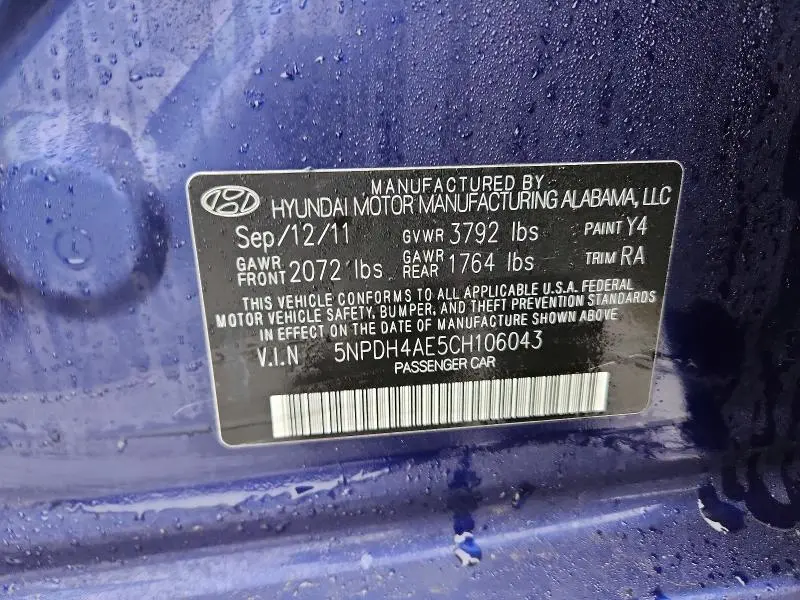 MANUFACTURED BY
HYUNDAI MOTOR MANUFACTURING ALABAMA, LLC
Sep/12/11 GVWR 3792 lbs PAINT Y4
GAWR FRONT 2072 lbs GAWR REAR 1764 lbs TRIM RA
THIS VEHICLE CONFORMS TO ALL APPLICABLE U.S.A. FEDERAL
MOTOR VEHICLE SAFETY, BUMPER, AND THEFT PREVENTION STANDARDS
IN EFFECT ON THE DATE OF MANUFACTURE SHOWN ABOVE
V.I.N 5NPDH4AE5CH106043
PASSENGER CAR